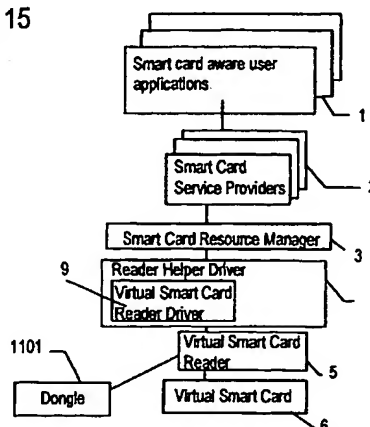 15
Smart card aware user
applications
1
Smart Card
Service Providers
2
Smart Card Resource Manager
3
Reader Helper Driver
9
Virtual Smart Card
Reader Driver
1101
Virtual Smart Card
Reader
5
Dongle
Virtual Smart Card
6